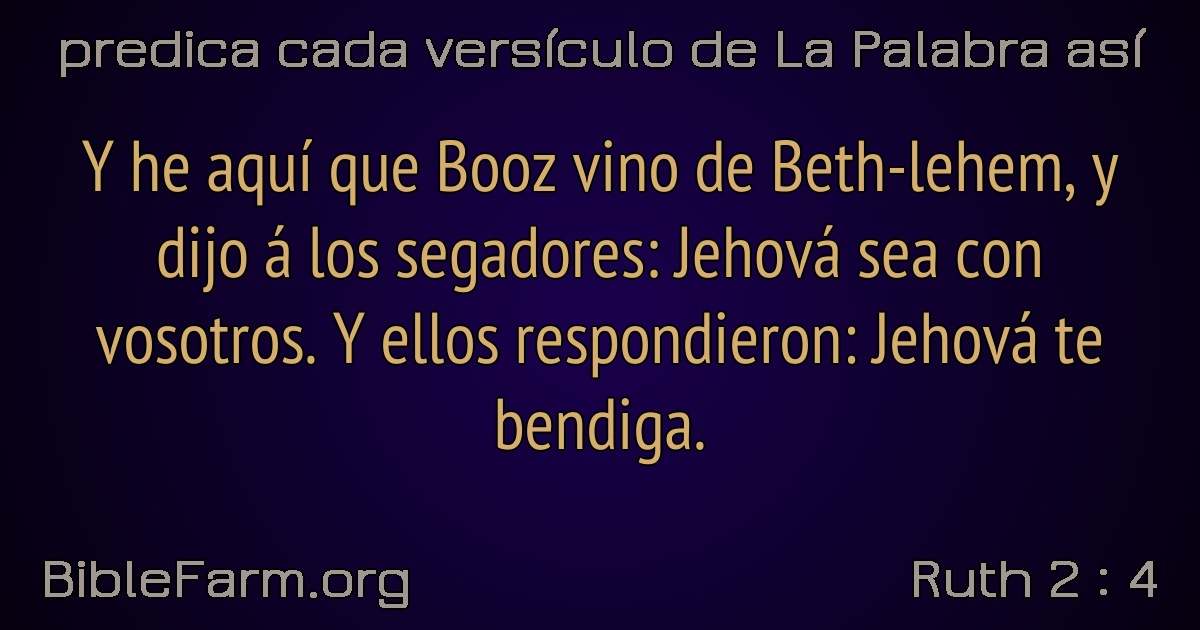 predica cada versículo de La Palabra así
Y he aquí que Booz vino de Beth-lehem, y
dijo á los segadores: Jehová sea con
vosotros. Y ellos respondieron: Jehová te
bendiga.
BibleFarm.org
Ruth 2 : 4